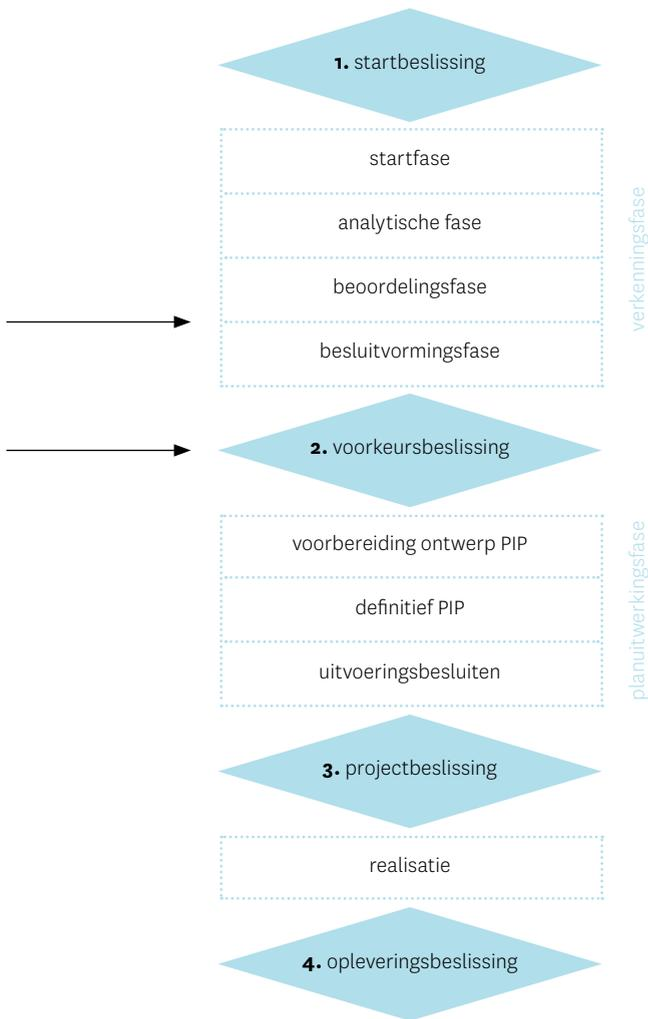 1. startbeslissing
startfase
analytische fase
beoordelingsfase
besluitvormingsfase
verkenningsfase
2. voorkeursbeslissing
voorbereiding ontwerp PIP
definitief PIP
uitvoeringsbesluiten
planuitwerkingsfase
3. projectbeslissing
realisatie
4. opleveringsbeslissing